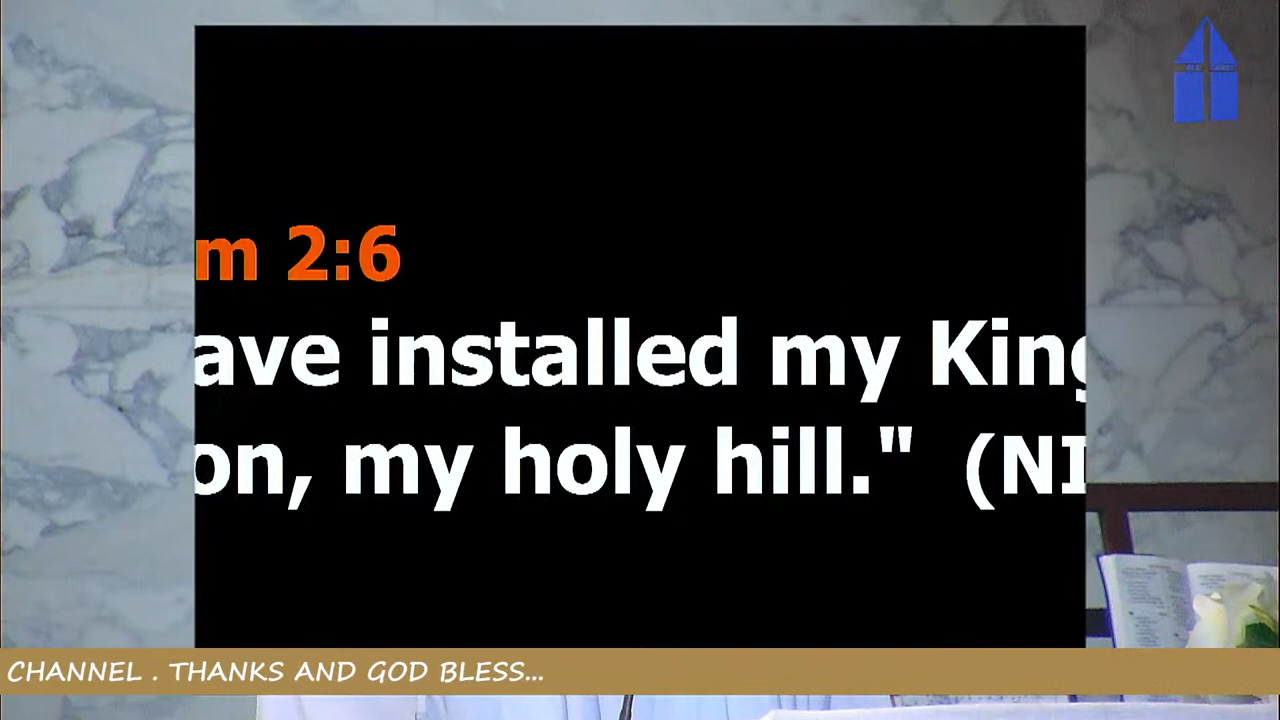 m 2:6
ave installed my King
on, my holy hill." (NI
CHANNEL . THANKS AND GOD BLESS...